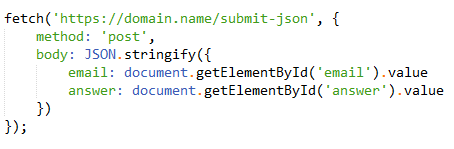 fetch('https://domain.name/submit-json', {
    method: 'post',
    body: JSON.stringify({
        email: document.getElementById('email').value
        answer: document.getElementById('answer').value
    })
});